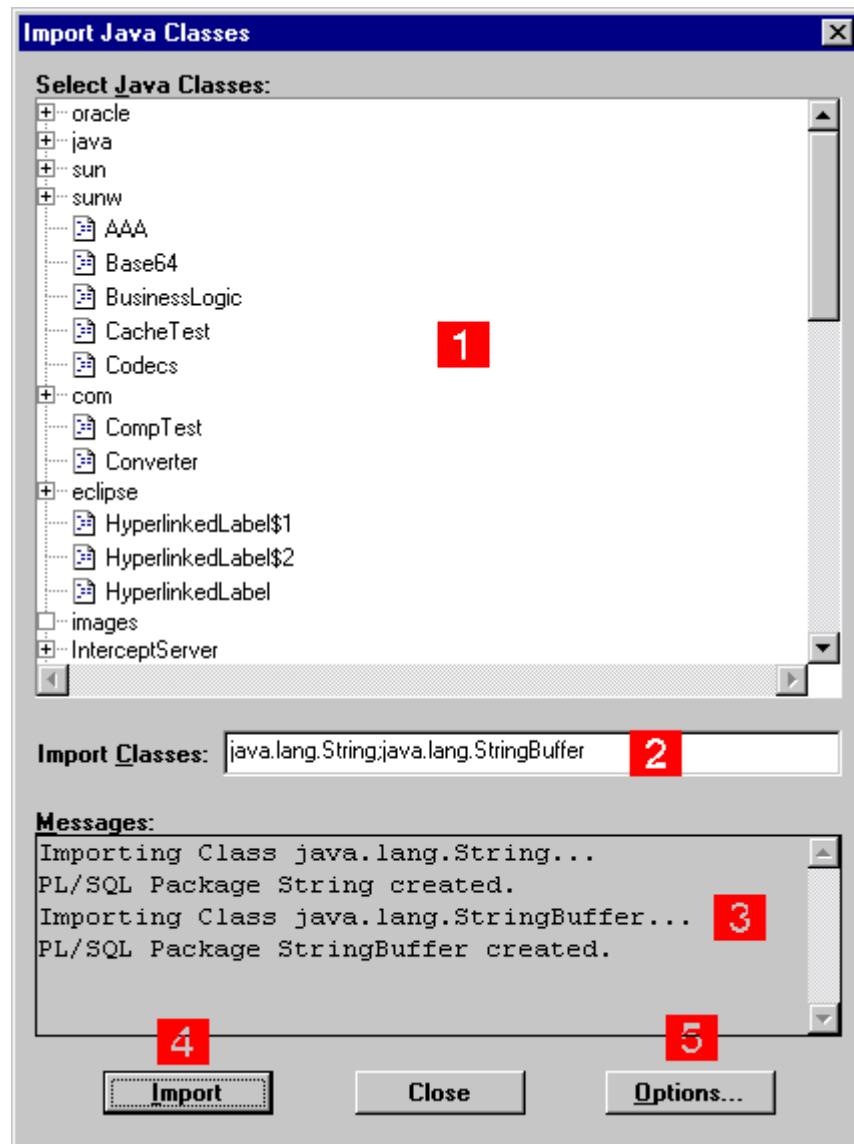 Import Java Classes
Select Java Classes:
oracle
java
sun
sunw
AAA
Base64
BusinessLogic
CacheTest
1
Codecs
com
CompTest
Converter
eclipse
HyperlinkedLabel$1
HyperlinkedLabel$2
HyperlinkedLabel
images
InterceptServer
Import Classes: java.lang.String;java.lang.StringBuffer 2
Messages:
Importing Class java.lang.String...
PL/SQL Package String created.
Importing Class java.lang.StringBuffer... 3
PL/SQL Package StringBuffer created.
4 5
Import Close Options...